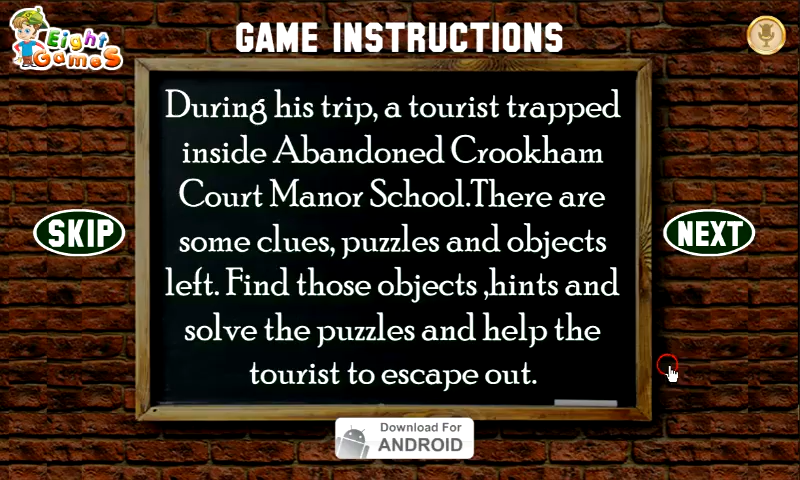 Eight
Games
GAME INSTRUCTIONS
During his trip, a tourist trapped
inside Abandoned Crookham
Court Manor School.There are
some clues, puzzles and objects
left. Find those objects ,hints and
solve the puzzles and help the
tourist to escape out.
SKIP
NEXT
Download For
ANDROID